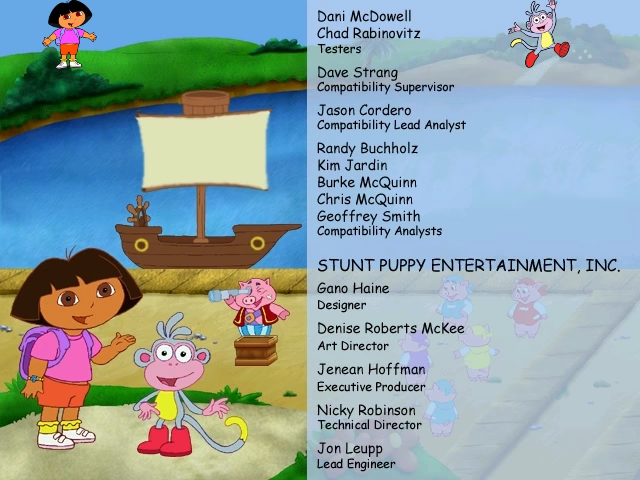 Dani McDowell
Chad Rabinovitz
Testers
Dave Strang
Compatibility Supervisor
Jason Cordero
Compatibility Lead Analyst
Randy Buchholz
Kim Jardin
Burke McQuinn
Chris McQuinn
Geoffrey Smith
Compatibility Analysts
STUNT PUPPY ENTERTAINMENT, INC.
Gano Haine
Designer
Denise Roberts McKee
Art Director
Jenean Hoffman
Executive Producer
Nicky Robinson
Technical Director
Jon Leupp
Lead Engineer